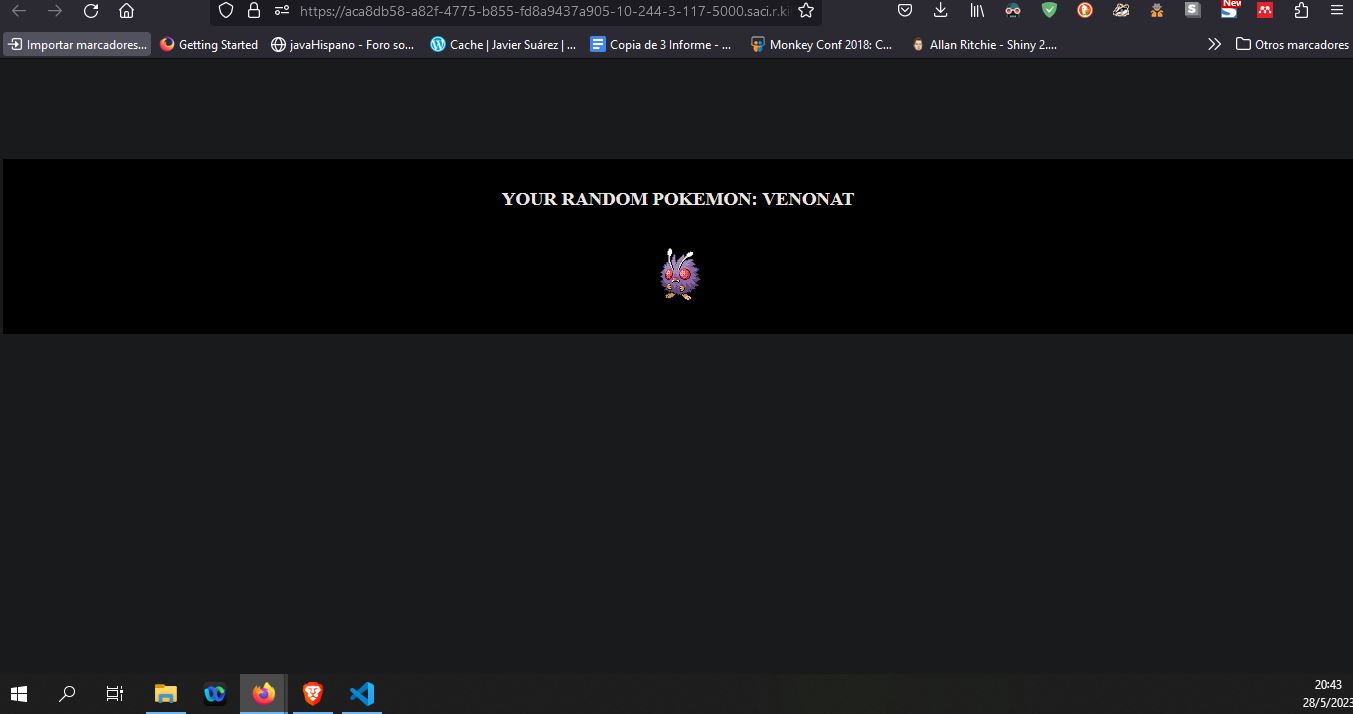 https://aca8db58-a82f-4775-b855-fd8a9437a905-10-244-3-117-5000.saci.r.ki
Importar marcadores... Getting Started javaHispano - Foro so... Cache | Javier Suárez | ... Copia de 3 Informe - ... Monkey Conf 2018: C... Allan Ritchie - Shiny 2.... Otros marcadores
New
S
YOUR RANDOM POKEMON: VENONAT
20:43
28/5/2023